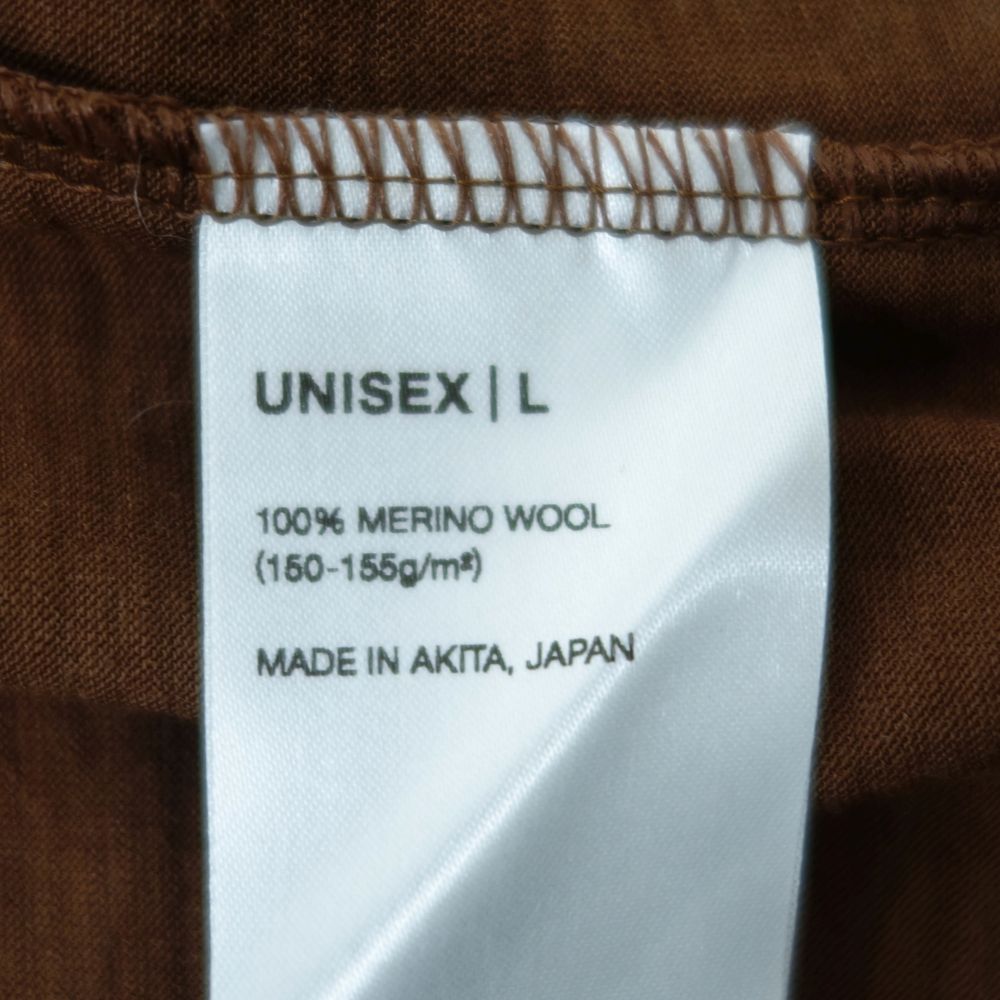 UNISEX | L
100% MERINO WOOL
(150-155g/m²)
MADE IN AKITA, JAPAN